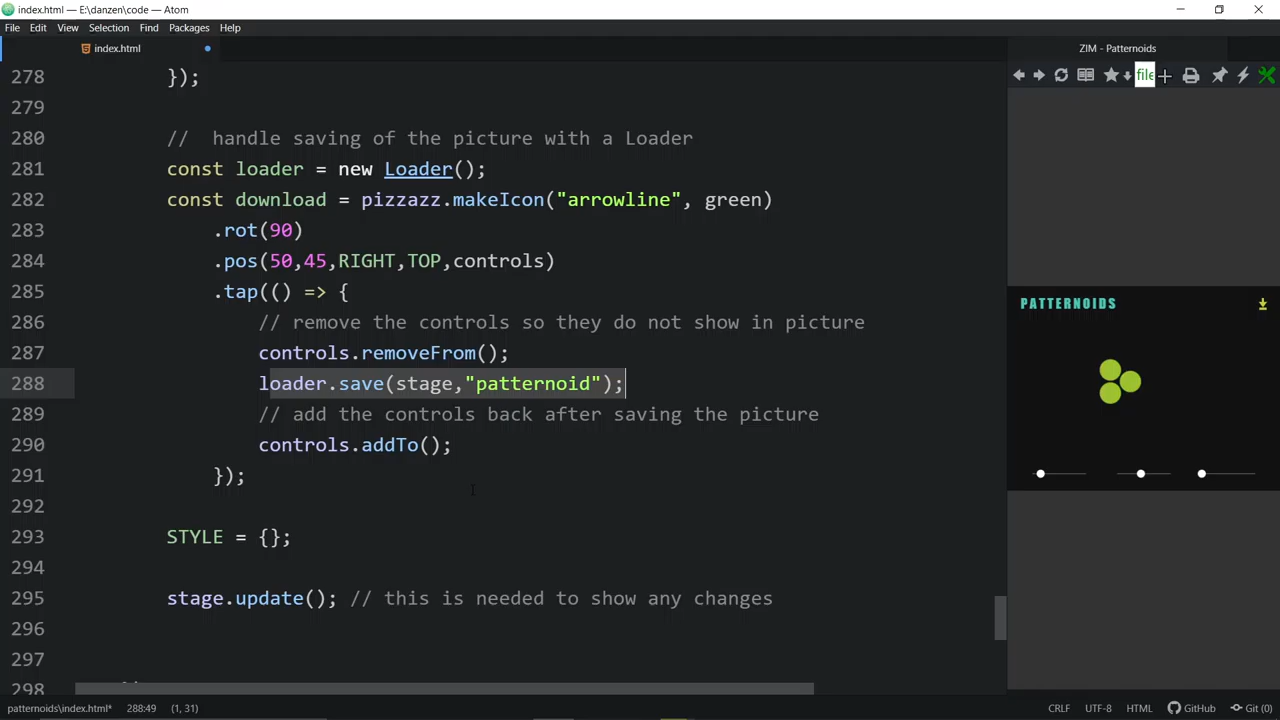 index.html — E:\danzen\code — Atom
File Edit View Selection Find Packages Help
index.html
ZIM - Patternoids
file
278 });
279
280 //  handle saving of the picture with a Loader
281 const loader = new Loader();
282 const download = pizzazz.makeIcon("arrowline", green)
283 .rot(90)
284 .pos(50,45,RIGHT,TOP,controls)
285 .tap(() => {
286 // remove the controls so they do not show in picture
287 controls.removeFrom();
288 loader.save(stage,"patternoid");
289 // add the controls back after saving the picture
290 controls.addTo();
291 });
292
293 STYLE = {};
294
295 stage.update(); // this is needed to show any changes
296
297
298
PATTERNOIDS
patternoids\index.html* 288:49 (1, 31) CRLF UTF-8 HTML GitHub Git (0)